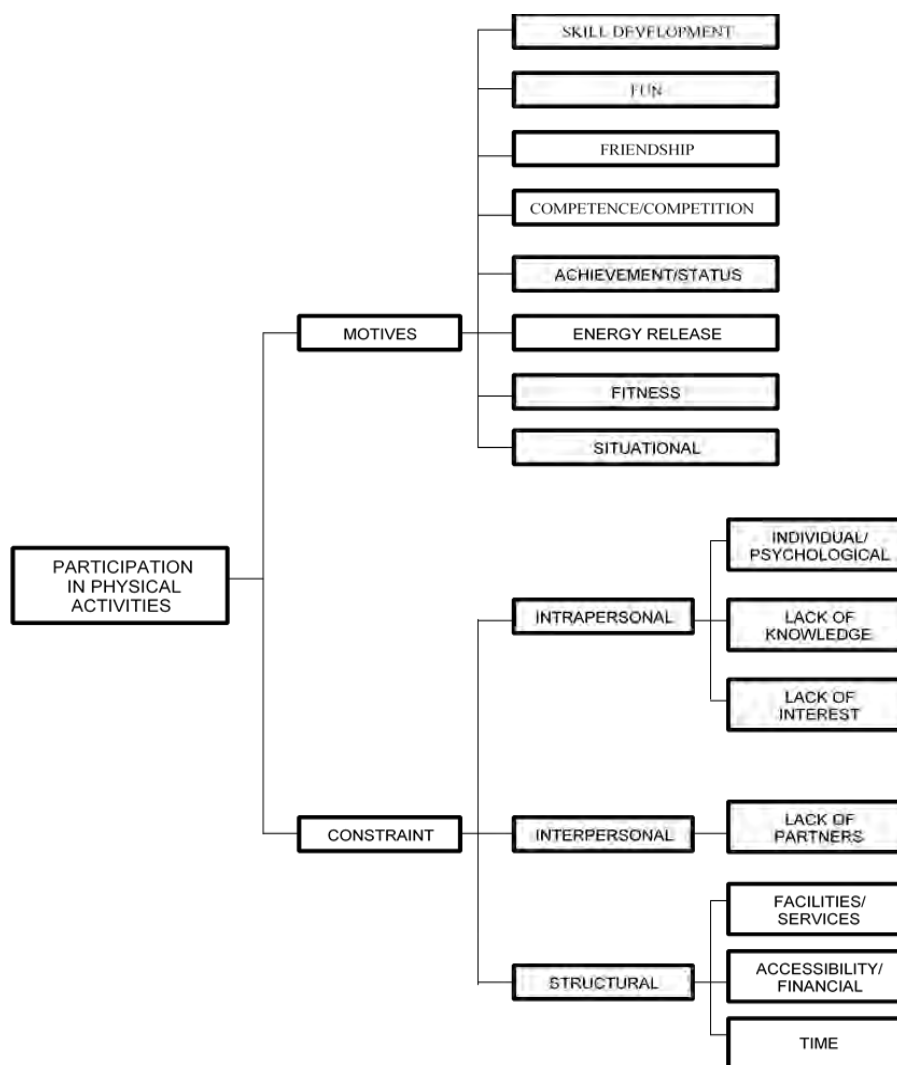 SKILL DEVELOPMENT
FUN
FRIENDSHIP
COMPETENCE/COMPETITION
ACHIEVEMENT/STATUS
MOTIVES
ENERGY RELEASE
FITNESS
SITUATIONAL
PARTICIPATION
IN PHYSICAL
ACTIVITIES
INDIVIDUAL/
PSYCHOLOGICAL
INTRAPERSONAL
LACK OF
KNOWLEDGE
LACK OF
INTEREST
CONSTRAINT
INTERPERSONAL
LACK OF
PARTNERS
FACILITIES/
SERVICES
STRUCTURAL
ACCESSIBILITY/
FINANCIAL
TIME